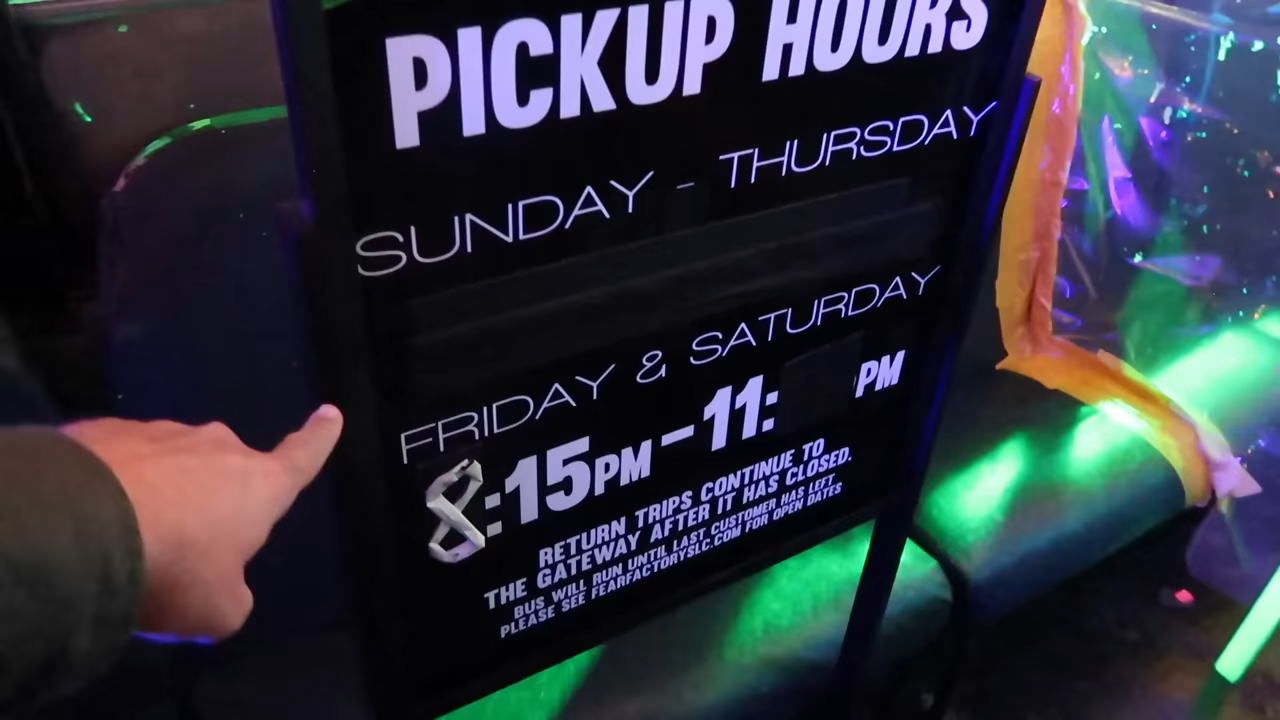 PICKUP HOURS
SUNDAY - THURSDAY
FRIDAY & SATURDAY
8:15PM-11: PM
RETURN TRIPS CONTINUE TO
THE GATEWAY AFTER IT HAS CLOSED.
BUS WILL RUN UNTIL LAST CUSTOMER HAS LEFT
PLEASE SEE FEARFACTORYSLC.COM FOR OPEN DATES